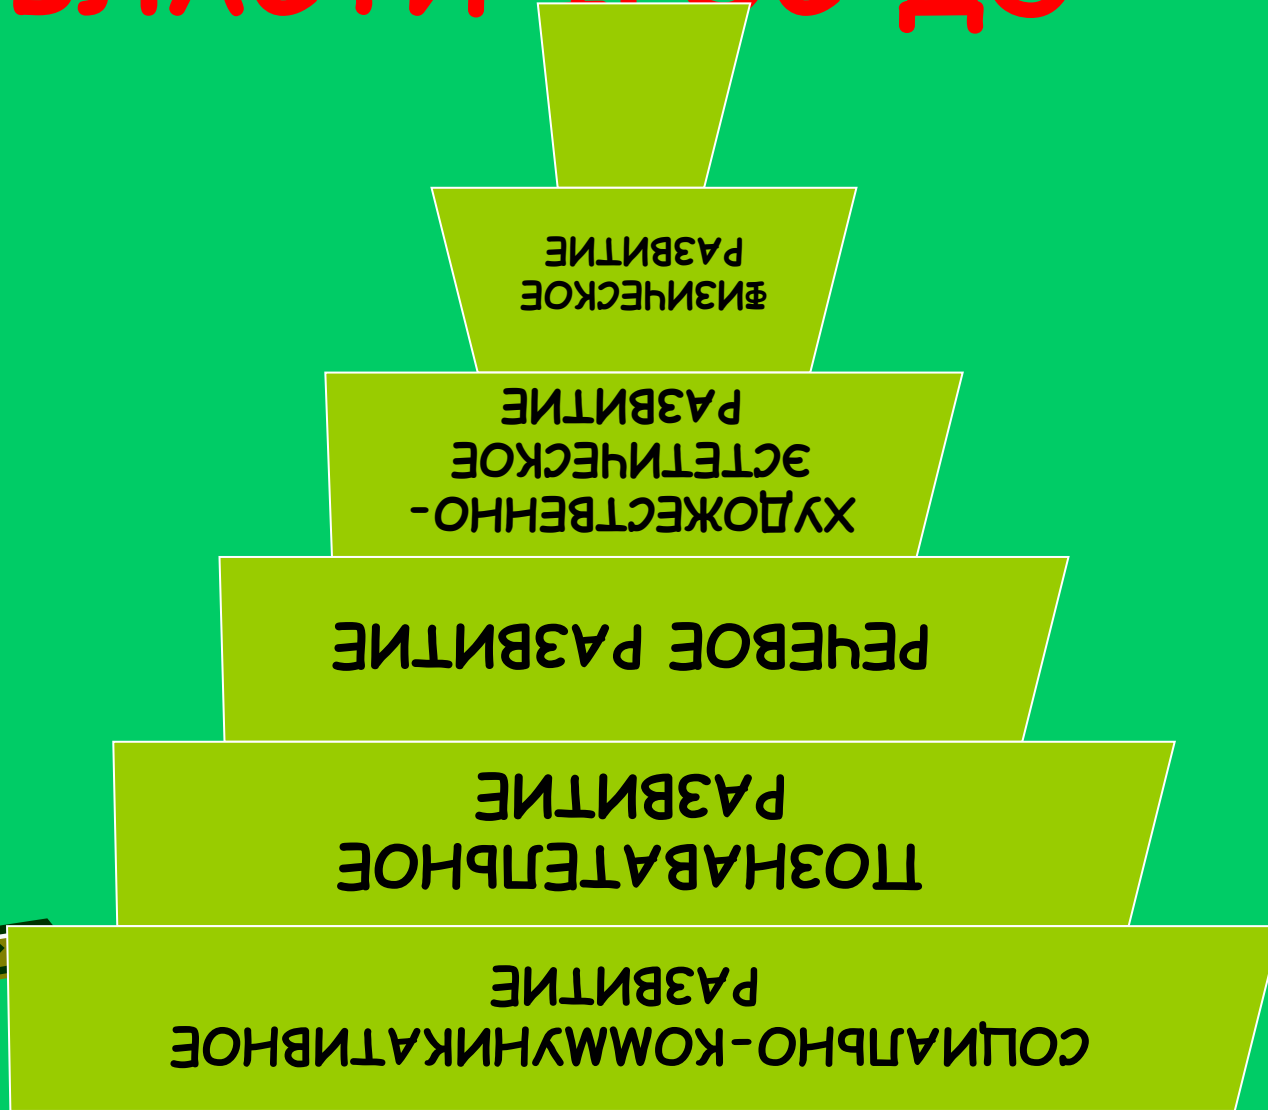 СОЦИАЛЬНО-КОММУНИКАТИВНОЕ
РАЗВИТИЕ
ПОЗНАВАТЕЛЬНОЕ
РАЗВИТИЕ
РЕЧЕВОЕ РАЗВИТИЕ
ХУДОЖЕСТВЕННО-
ЭСТЕТИЧЕСКОЕ
РАЗВИТИЕ
ФИЗИЧЕСКОЕ
РАЗВИТИЕ